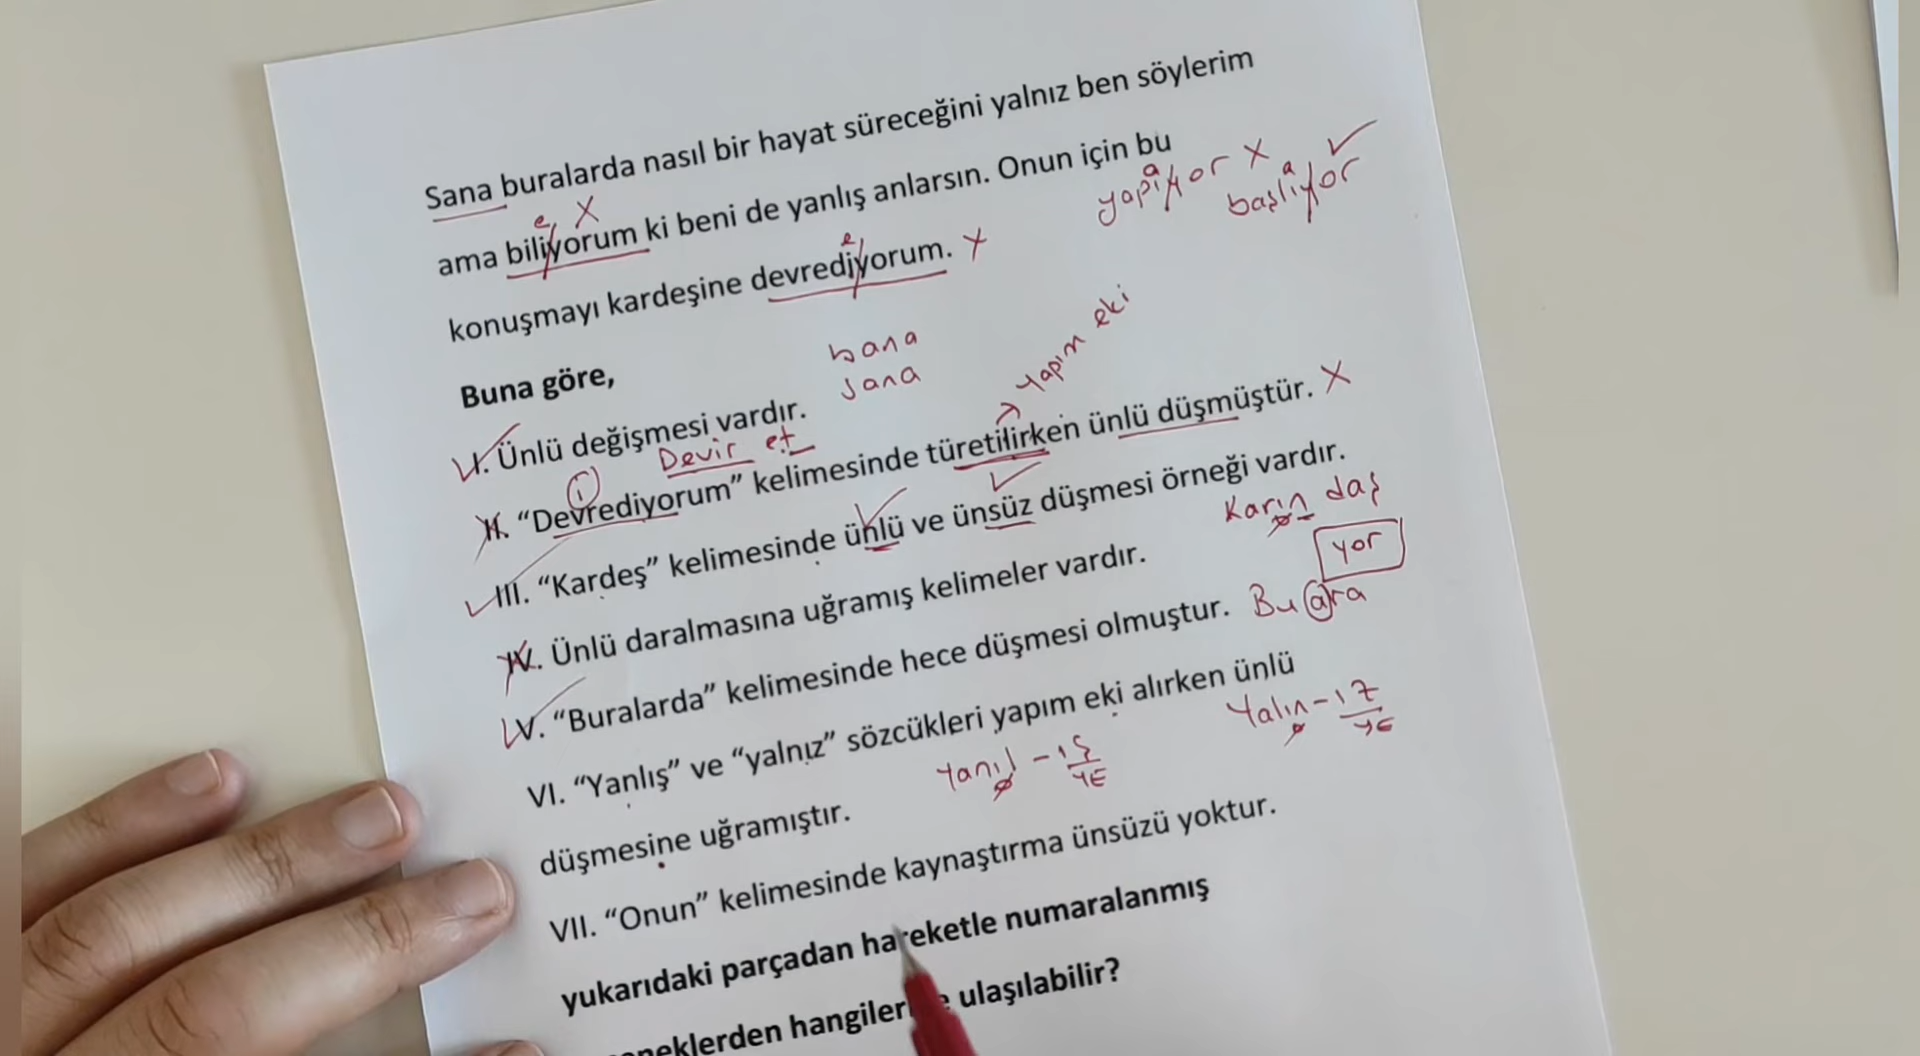 Sana buralarda nasıl bir hayat süreceğini yalnız ben söylerim
ama biliyorum ki beni de yanlış anlarsın. Onun için bu
e X
yapıyor X
a
başlıyor
a
konuşmayı kardeşine devrediyorum. X
e
Buna göre,
bana
sana
Yapım eki
I. Ünlü değişmesi vardır.
Devir et
II. “Devrediyorum” kelimesinde türetilirken ünlü düşmüştür. X
i
III. “Kardeş” kelimesinde ünlü ve ünsüz düşmesi örneği vardır.
Karın daş
IV. Ünlü daralmasına uğramış kelimeler vardır.
yor
V. “Buralarda” kelimesinde hece düşmesi olmuştur.
Bu ara
VI. “Yanlış” ve “yalnız” sözcükleri yapım eki alırken ünlü
Yalın - ız
YE
düşmesine uğramıştır.
Yanıl - ış
YE
VII. “Onun” kelimesinde kaynaştırma ünsüzü yoktur.
yukarıdaki parçadan hareketle numaralanmış
ulaşılabilir?